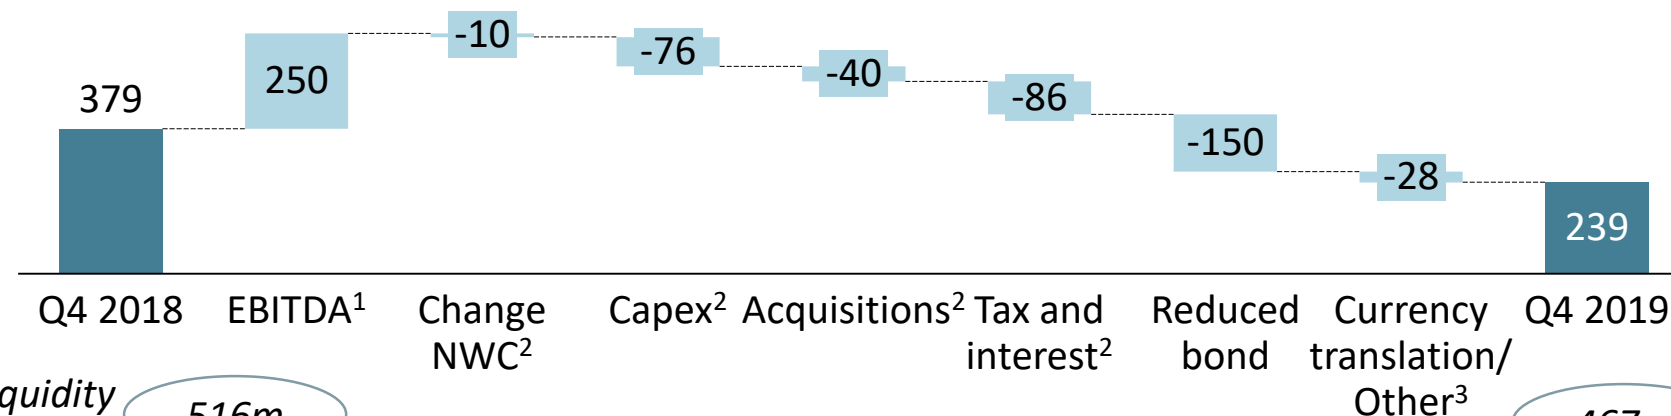 379
250
-10
-76
-40
-86
-150
-28
239
Q4 2018
EBITDA¹
Change
NWC²
Capex²
Acquisitions²
Tax and
interest²
Reduced
bond
Currency
translation/
Other³
Q4 2019
516m